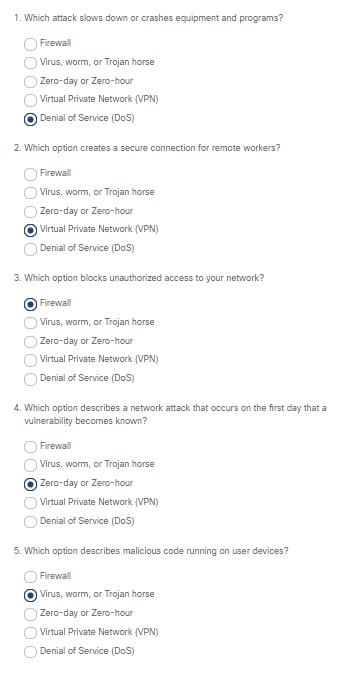 1. Which attack slows down or crashes equipment and programs?
Firewall
Virus, worm, or Trojan horse
Zero-day or Zero-hour
Virtual Private Network (VPN)
Denial of Service (DoS)
2. Which option creates a secure connection for remote workers?
Firewall
Virus, worm, or Trojan horse
Zero-day or Zero-hour
Virtual Private Network (VPN)
Denial of Service (DoS)
3. Which option blocks unauthorized access to your network?
Firewall
Virus, worm, or Trojan horse
Zero-day or Zero-hour
Virtual Private Network (VPN)
Denial of Service (DoS)
4. Which option describes a network attack that occurs on the first day that a
vulnerability becomes known?
Firewall
Virus, worm, or Trojan horse
Zero-day or Zero-hour
Virtual Private Network (VPN)
Denial of Service (DoS)
5. Which option describes malicious code running on user devices?
Firewall
Virus, worm, or Trojan horse
Zero-day or Zero-hour
Virtual Private Network (VPN)
Denial of Service (DoS)